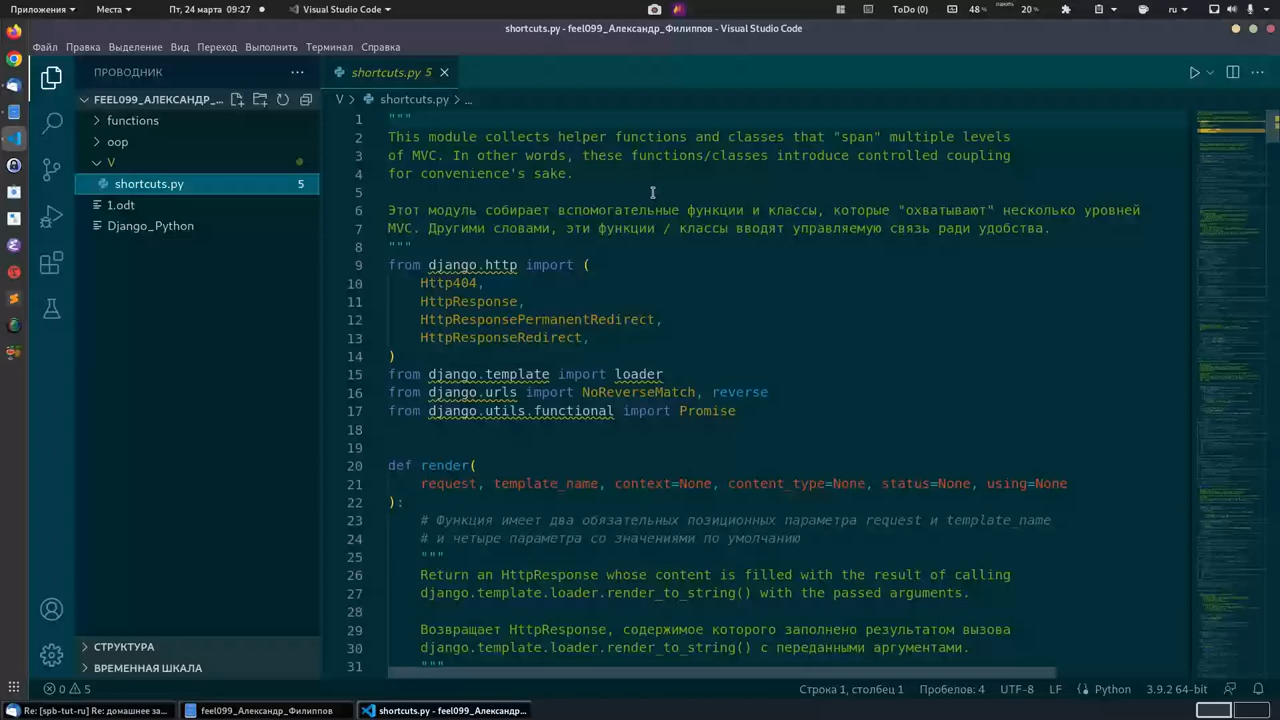 Приложения Места Пт, 24 марта 09:27 Visual Studio Code ToDo (0) 48 % память 20 % ru
shortcuts.py - feel099_Александр_Филиппов - Visual Studio Code
Файл Правка Выделение Вид Переход Выполнить Терминал Справка
ПРОВОДНИК ...
shortcuts.py 5
FEEL099_АЛЕКСАНДР_...
functions
oop
V
shortcuts.py 5
1.odt
Django_Python
СТРУКТУРА
ВРЕМЕННАЯ ШКАЛА
V > shortcuts.py > ...
1 """
2 This module collects helper functions and classes that "span" multiple levels
3 of MVC. In other words, these functions/classes introduce controlled coupling
4 for convenience's sake.
5
6 Этот модуль собирает вспомогательные функции и классы, которые "охватывают" несколько уровней
7 MVC. Другими словами, эти функции / классы вводят управляемую связь ради удобства.
8 """
9 from django.http import (
10 Http404,
11 HttpResponse,
12 HttpResponsePermanentRedirect,
13 HttpResponseRedirect,
14 )
15 from django.template import loader
16 from django.urls import NoReverseMatch, reverse
17 from django.utils.functional import Promise
18
19
20 def render(
21 request, template_name, context=None, content_type=None, status=None, using=None
22 ):
23 # Функция имеет два обязательных позиционных параметра request и template_name
24 # и четыре параметра со значениями по умолчанию
25 """
26 Return an HttpResponse whose content is filled with the result of calling
27 django.template.loader.render_to_string() with the passed arguments.
28
29 Возвращает HttpResponse, содержимое которого заполнено результатом вызова
30 django.template.loader.render_to_string() с переданными аргументами.
31 """
0 5 Строка 1, столбец 1 Пробелов: 4 UTF-8 LF Python 3.9.2 64-bit
Re: [spb-tut-ru] Re: домашнее за... feel099_Александр_Филиппов shortcuts.py - feel099_Александр...